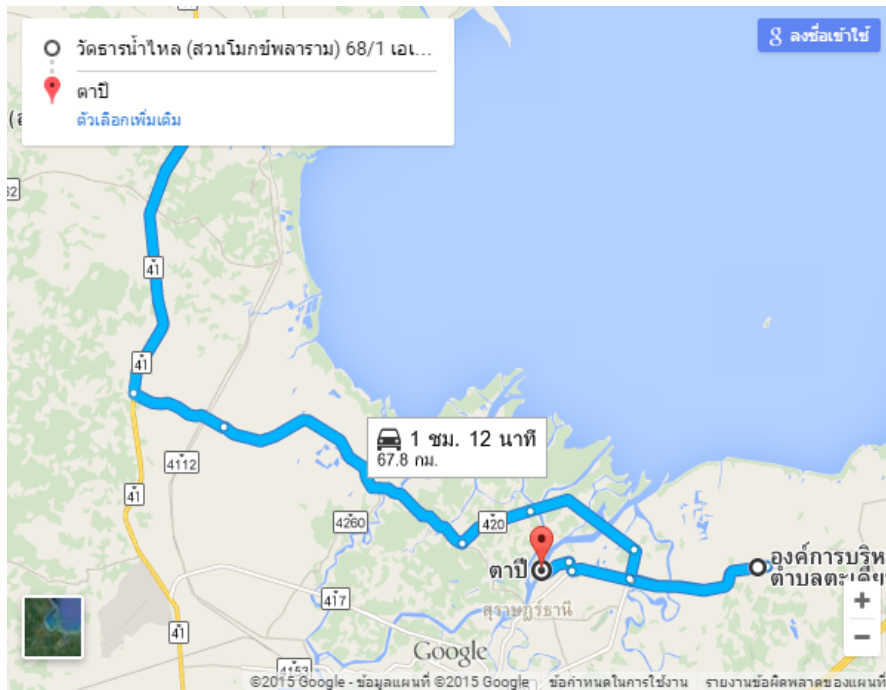 วัดธารน้ำไหล (สวนโมกข์พลาราม) 68/1 เอเ...
ตาปี
ตัวเลือกเพิ่มเติม
8 ลงชื่อเข้าใช้
41
41
4112
1 ชม. 12 นาที
67.8 กม.
41
4260
420
ตาปี
องค์การบริห
ตำบลตะเคีย
417
สุราษฎร์ธานี
41
4153
+
−
Google
©2015 Google - ข้อมูลแผนที่ ©2015 Google
ข้อกำหนดในการใช้งาน
รายงานข้อผิดพลาดของแผนที่